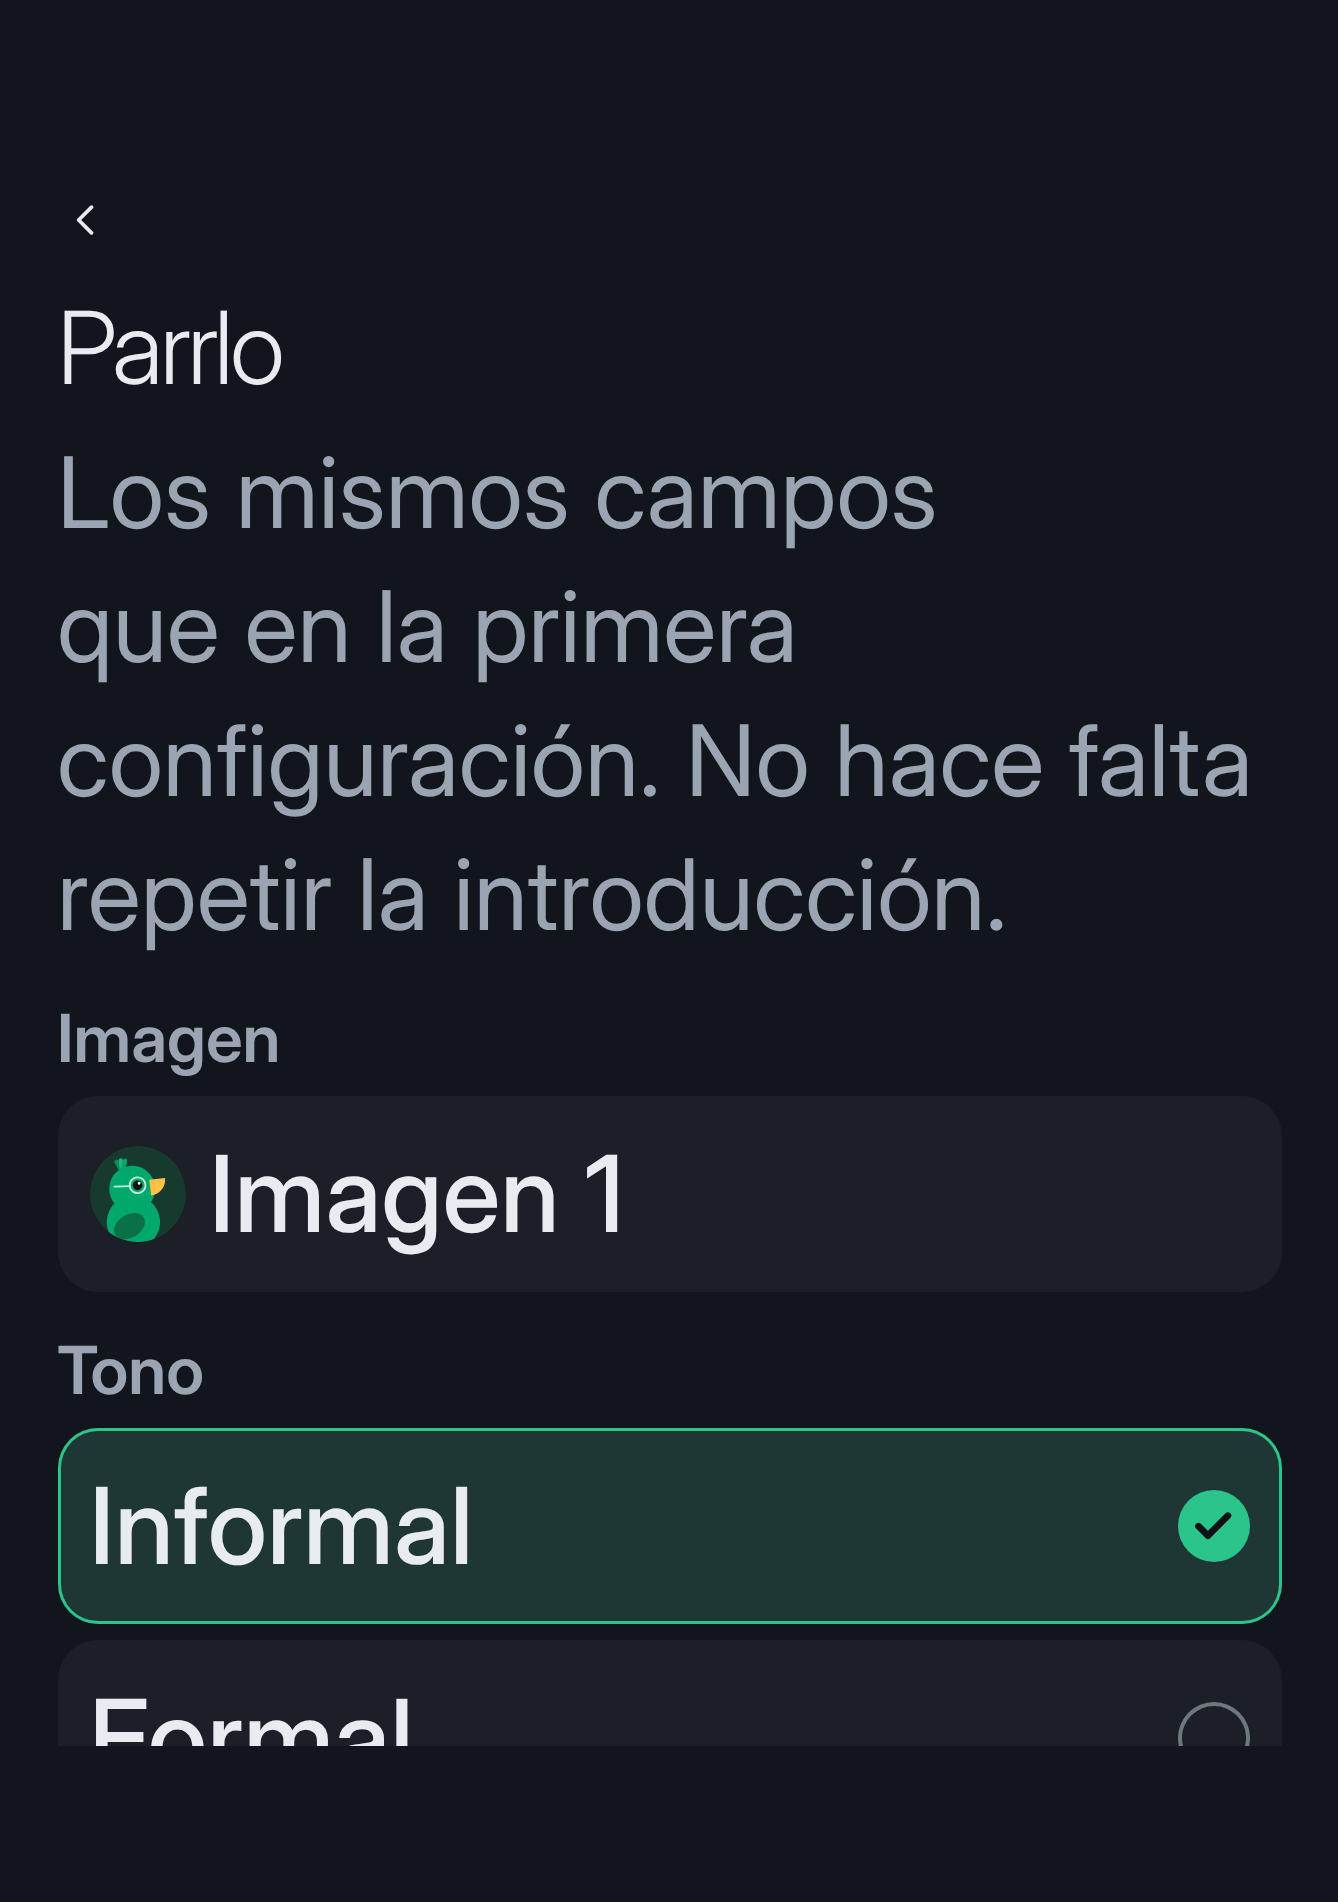 Parrlo
Los mismos campos
que en la primera
configuración. No hace falta
repetir la introducción.
Imagen
Imagen 1
Tono
Informal
Formal